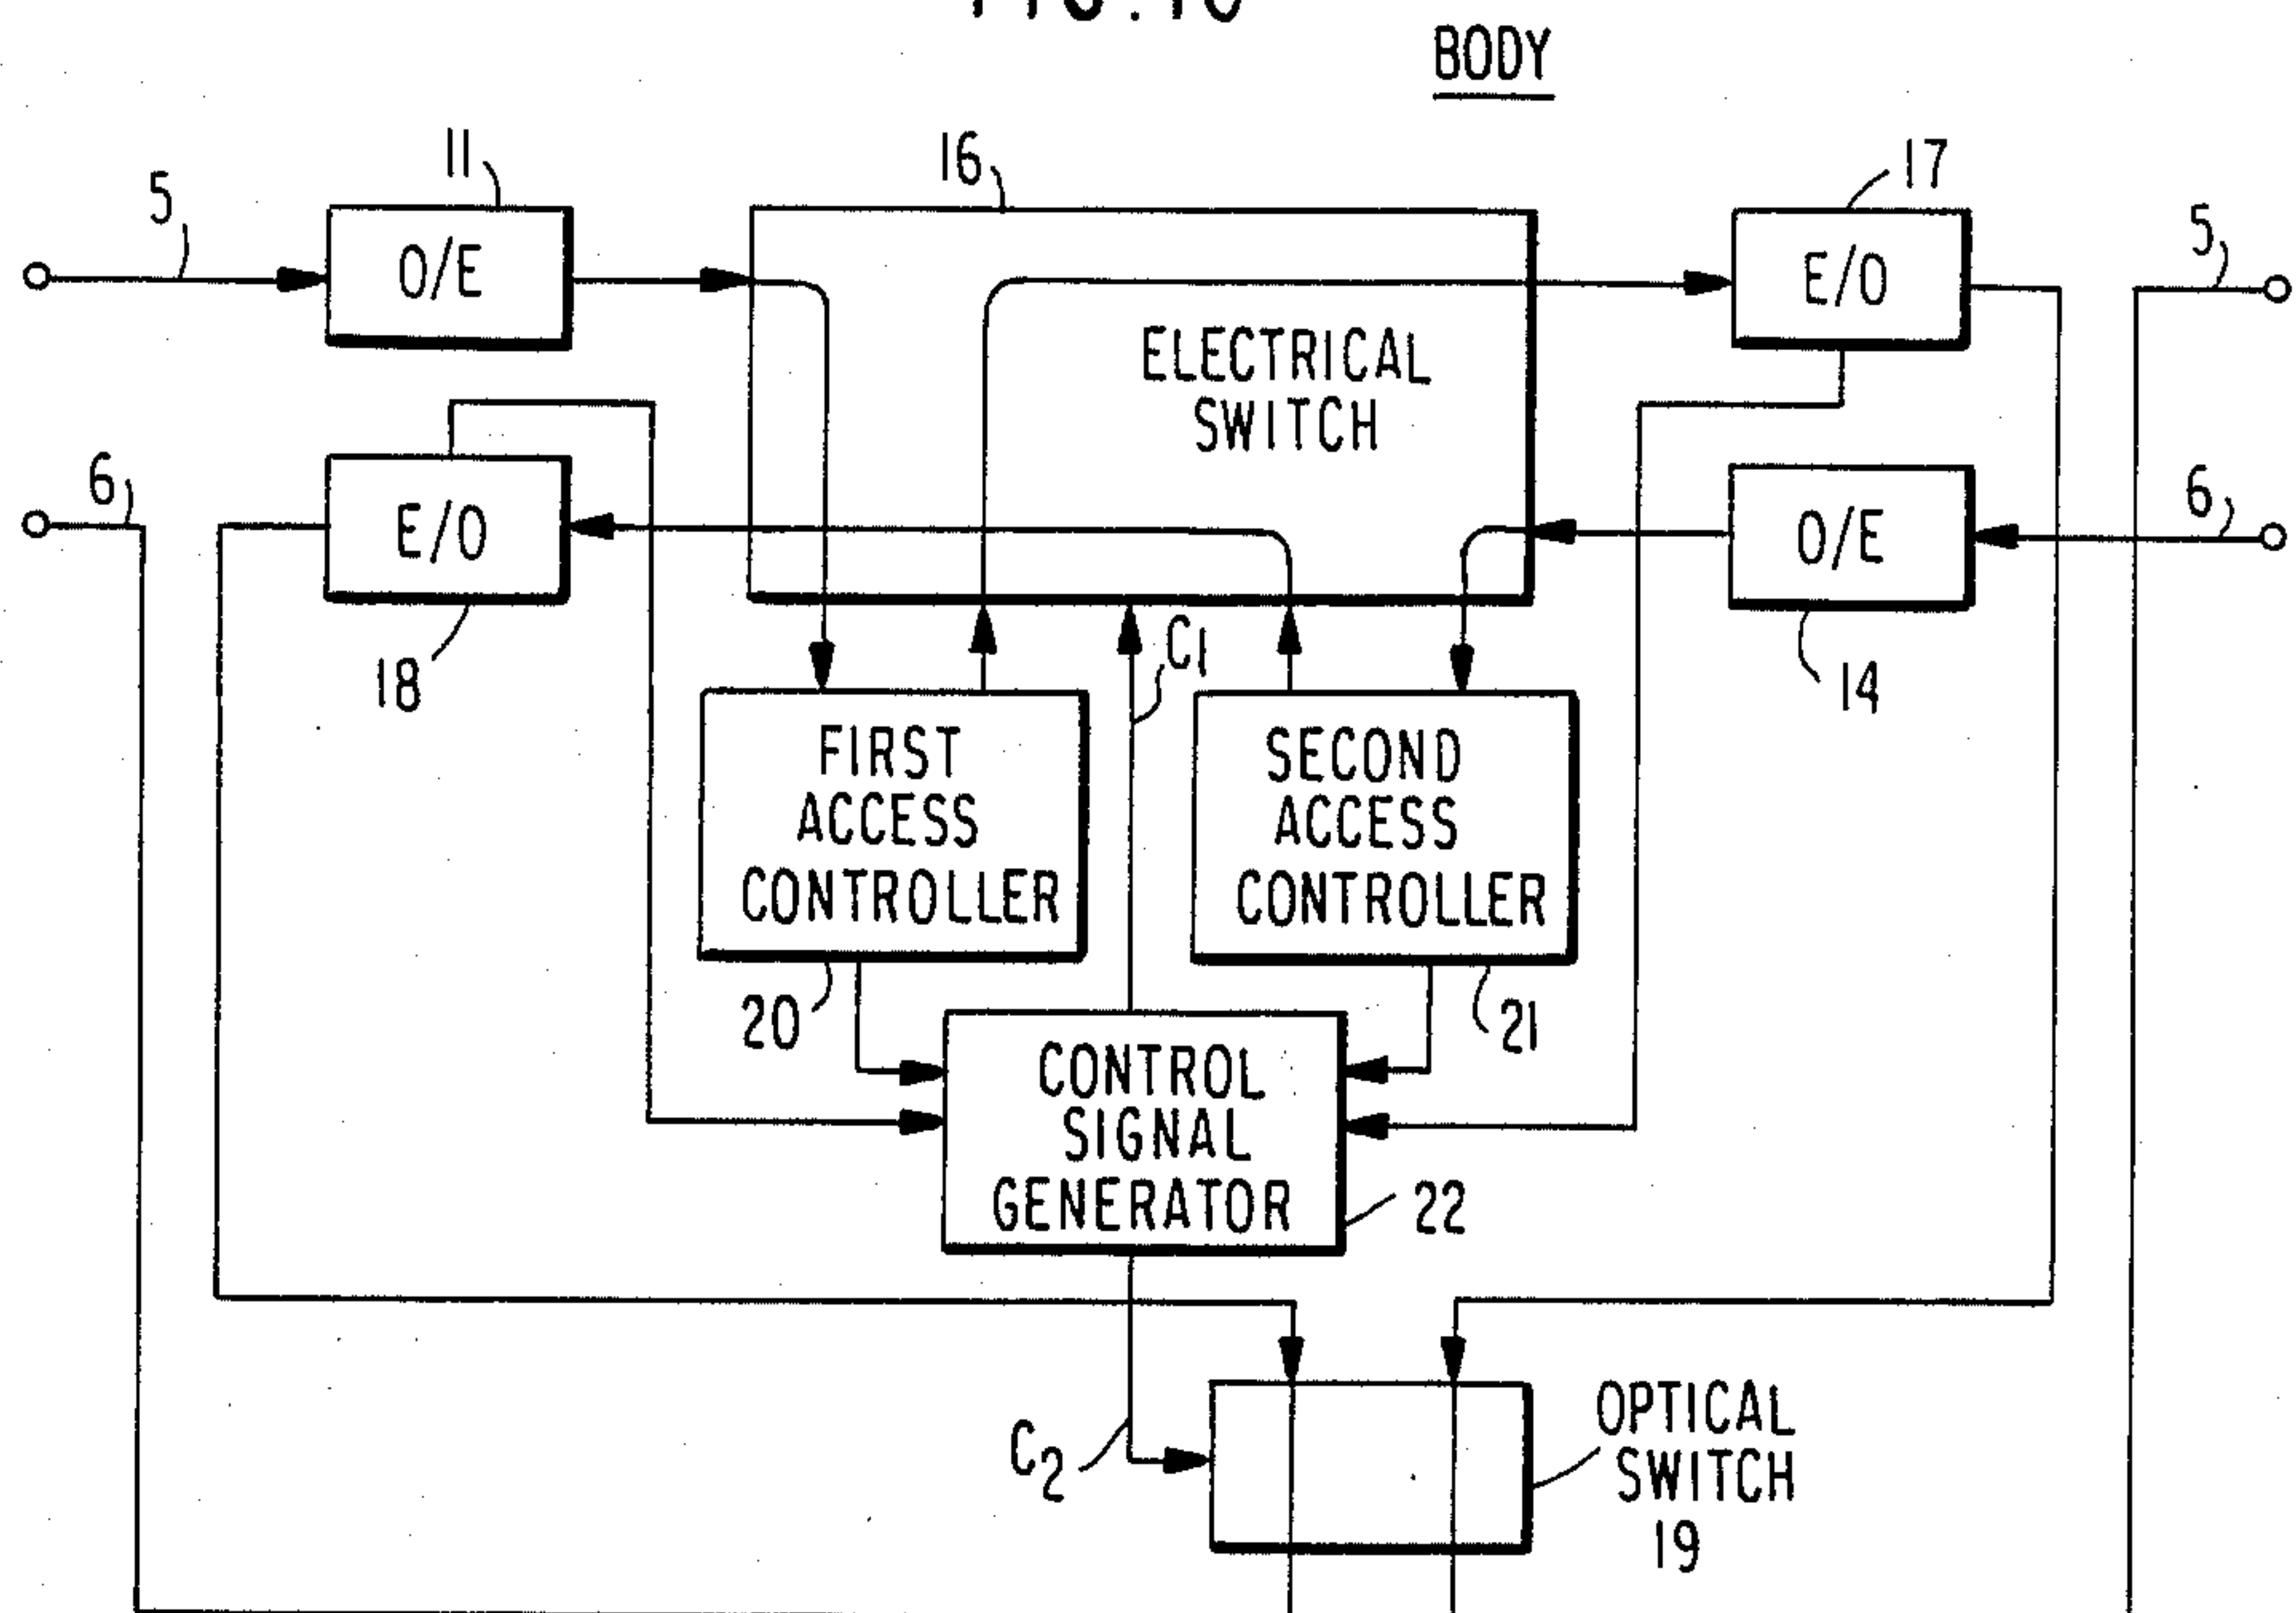 BODY
11
16
17
5
5
O/E
E/O
ELECTRICAL
SWITCH
6
6
E/O
O/E
18
C1
14
FIRST
ACCESS
CONTROLLER
SECOND
ACCESS
CONTROLLER
20
21
CONTROL
SIGNAL
GENERATOR
22
C2
OPTICAL
SWITCH
19